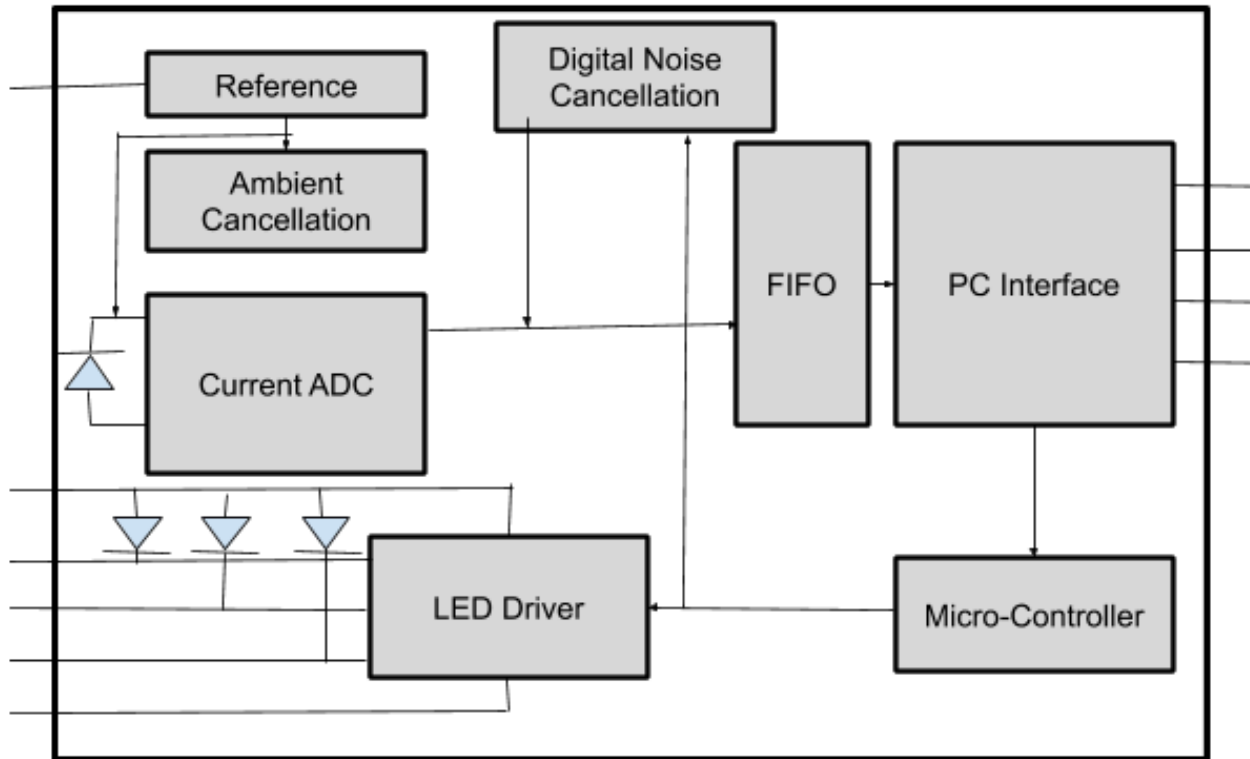 Reference
Digital Noise
Cancellation
Ambient
Cancellation
FIFO
PC Interface
Current ADC
LED Driver
Micro-Controller